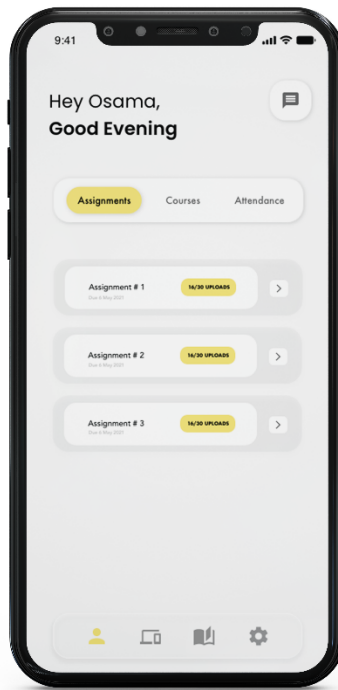 9:41
Hey Osama,
Good Evening
Assignments Courses Attendance
Assignment # 1 16/30 UPLOADS
Assignment # 2 16/30 UPLOADS
Assignment # 3 16/30 UPLOADS